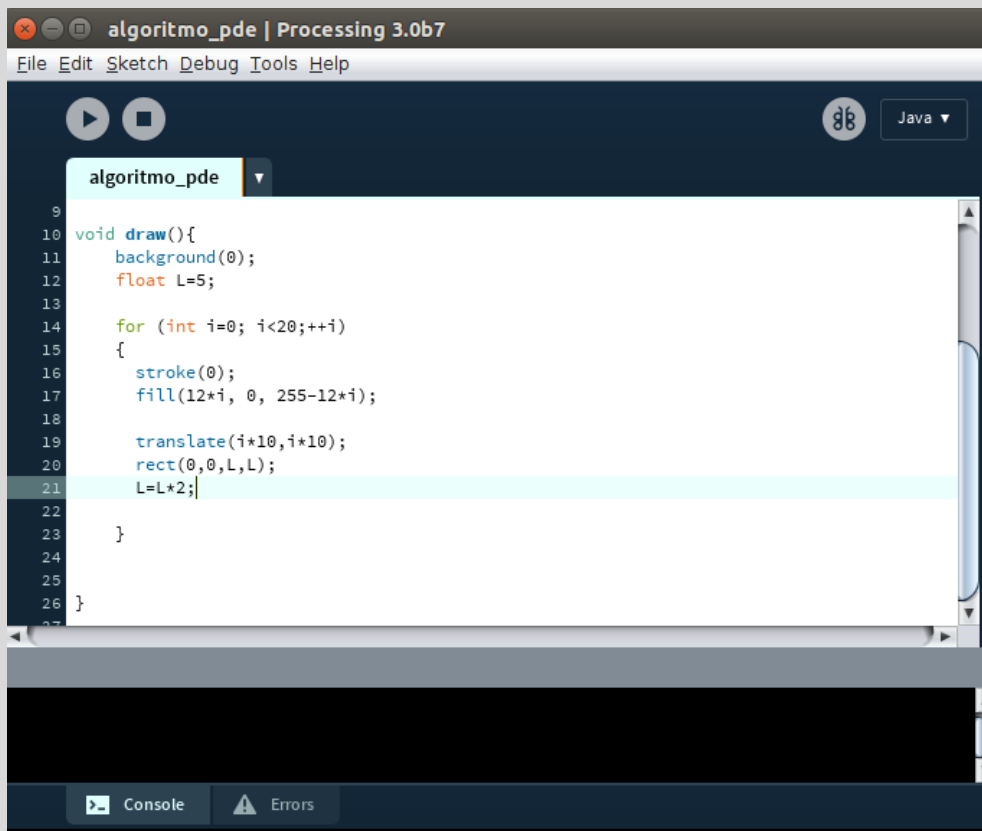 algoritmo_pde | Processing 3.0b7
File Edit Sketch Debug Tools Help
Java ▼
algoritmo_pde ▼
9
10 void draw(){
11 background(0);
12 float L=5;
13
14 for (int i=0; i<20;++i)
15 {
16 stroke(0);
17 fill(12*i, 0, 255-12*i);
18
19 translate(i*10,i*10);
20 rect(0,0,L,L);
21 L=L*2;
22
23 }
24
25
26 }
27
Console Errors